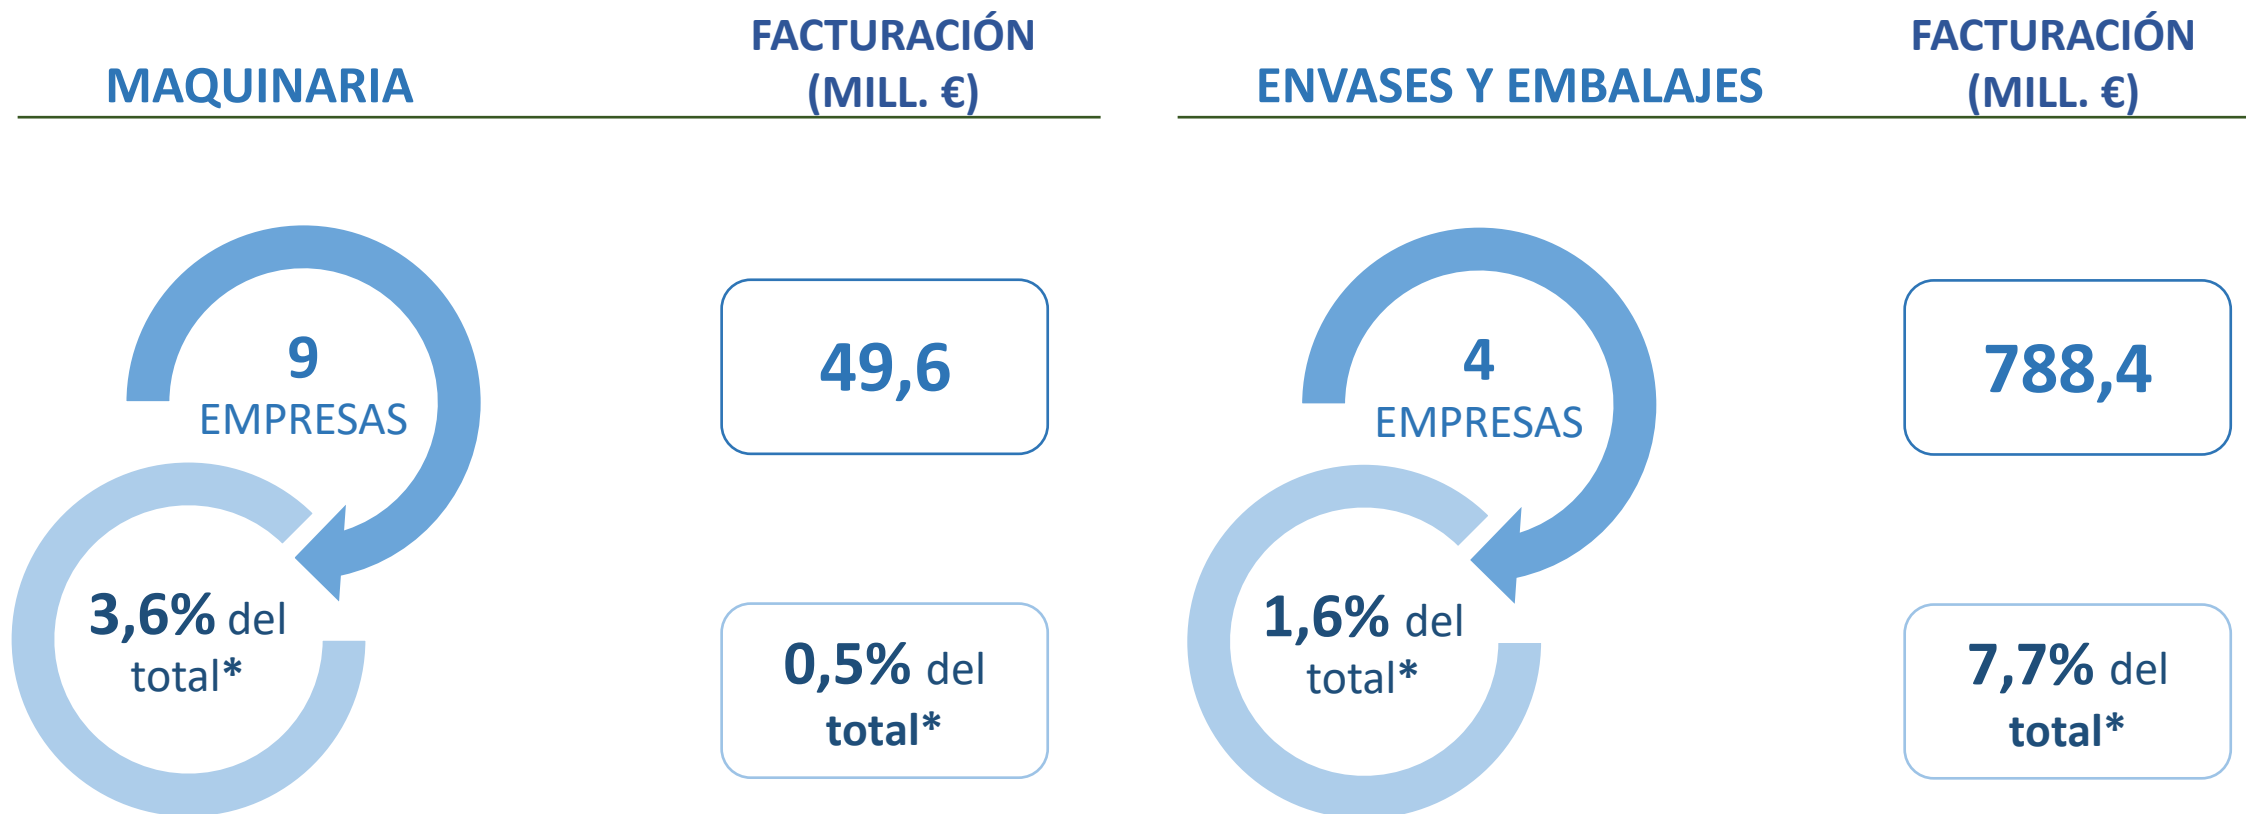 MAQUINARIA
FACTURACIÓN
(MILL. €)
9
EMPRESAS
49,6
3,6% del
total*
0,5% del
total*
ENVASES Y EMBALAJES
FACTURACIÓN
(MILL. €)
4
EMPRESAS
788,4
1,6% del
total*
7,7% del
total*